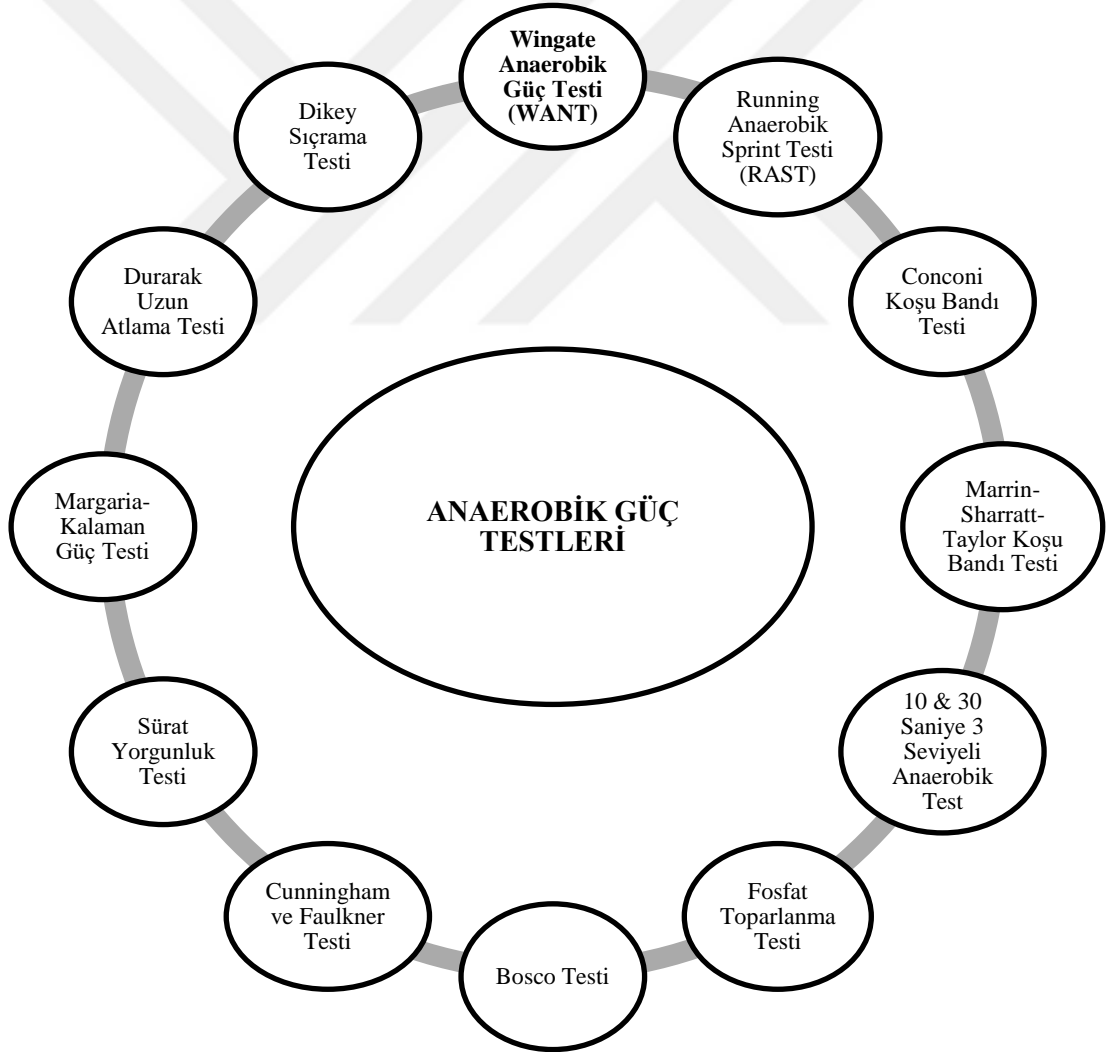 Wingate
Anaerobik
Güç Testi
(WANT)
Running
Anaerobik
Sprint Testi
(RAST)
Conconi
Koşu Bandı
Testi
Marrin-
Sharratt-
Taylor Koşu
Bandı Testi
10 & 30
Saniye 3
Seviyeli
Anaerobik
Test
Fosfat
Toparlanma
Testi
Bosco Testi
Cunningham
ve Faulkner
Testi
Sürat
Yorgunluk
Testi
Margaria-
Kalaman
Güç Testi
Durarak
Uzun
Atlama Testi
Dikey
Sıçrama
Testi
ANAEROBİK GÜÇ
TESTLERİ